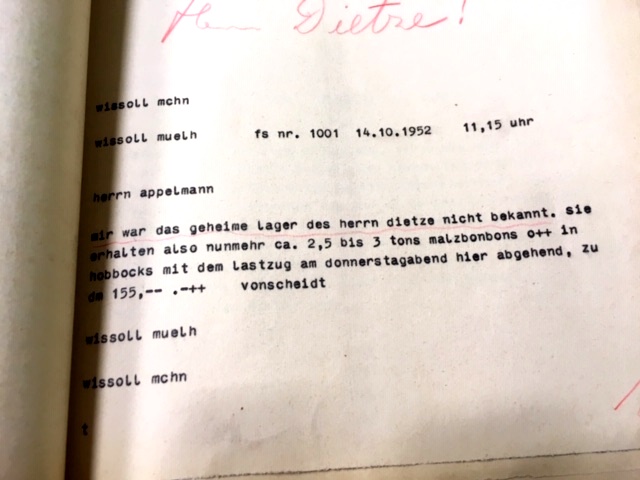 Herrn Dietze!
wissoll mchn
wissoll muelh fs nr. 1001 14.10.1952 11,15 uhr
herrn appelmann
mir war das geheime lager des herrn dietze nicht bekannt. sie
erhalten also nunmehr ca. 2,5 bis 3 tons malzbonbons o++ in
hobbocks mit dem lastzug am donnerstagabend hier abgehend, zu
dm 155,-- .-++ vonscheidt
wissoll muelh
wissoll mchn
t